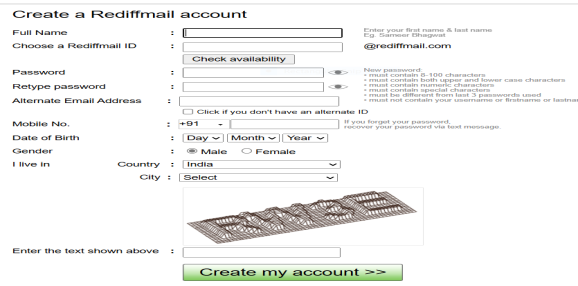 Create a Rediffmail account
Full Name :
Enter your first name & last name
Eg. Sameer Bhagwat
Choose a Rediffmail ID : @rediffmail.com
Check availability
Password :
New password:
- must contain 8-100 characters
- must contain both upper and lower case characters
- must contain numeric characters
- must contain special characters
- must be different from last 3 passwords used
- must not contain your username or firstname or lastnam
Retype password :
Alternate Email Address :
Click if you don't have an alternate ID
Mobile No. : +91 -
If you forget your password,
recover your password via text message.
Date of Birth : Day Month Year
Gender : Male Female
I live in Country : India
City : Select
Enter the text shown above :
Create my account >>